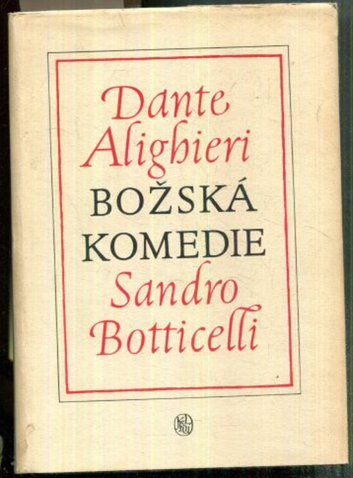 Dante
Alighieri
BOŽSKÁ
KOMEDIE
Sandro
Botticelli